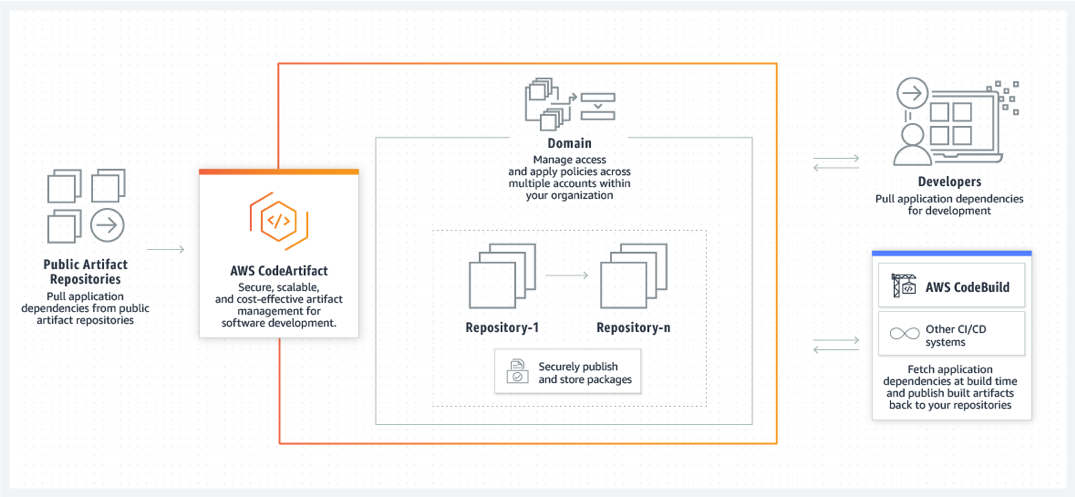 Public Artifact
Repositories
Pull application
dependencies from public
artifact repositories
AWS CodeArtifact
Secure, scalable,
and cost-effective artifact
management for
software development.
Domain
Manage access
and apply policies across
multiple accounts within
your organization
Repository-1
Repository-n
Securely publish
and store packages
Developers
Pull application dependencies
for development
AWS CodeBuild
Other CI/CD
systems
Fetch application
dependencies at build time
and publish built artifacts
back to your repositories